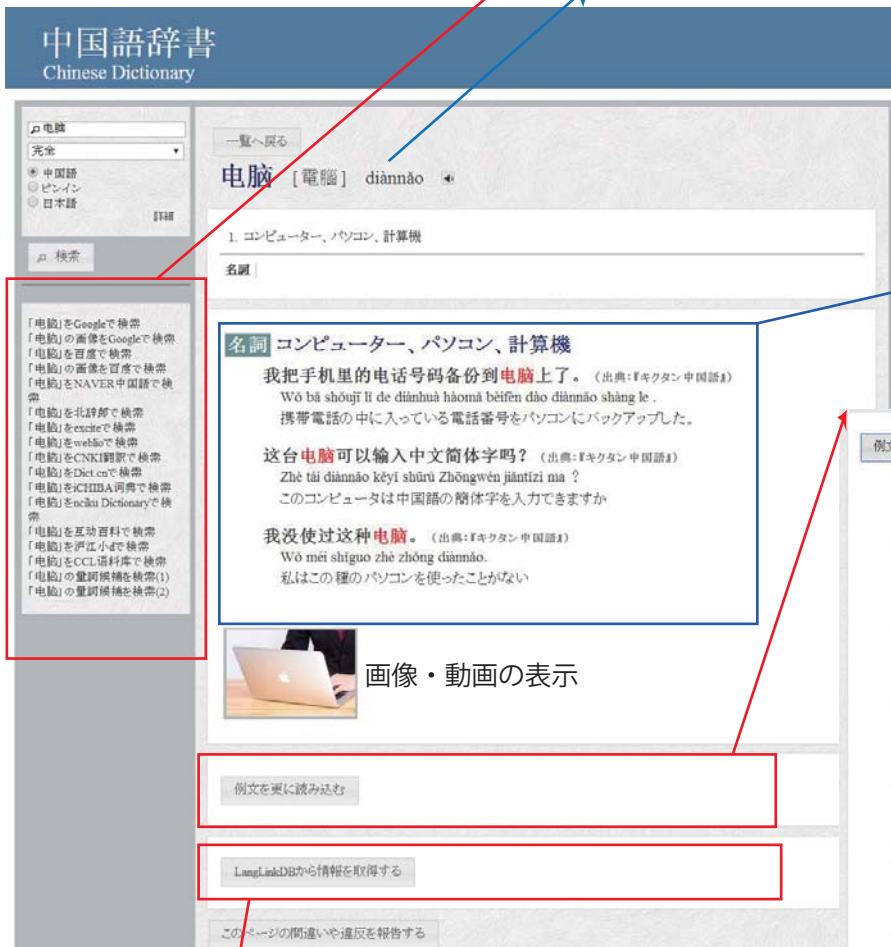 中国語辞書
Chinese Dictionary
电脑
完全
中国語
ピンイン
日本語
詳細
検索
「电脑」をGoogleで検索
「电脑」の画像をGoogleで検索
「电脑」を百度で検索
「电脑」の画像を百度で検索
「电脑」をNAVER中国語で検
索
「电脑」を北辞郎で検索
「电脑」をexciteで検索
「电脑」をweblioで検索
「电脑」をCNKI翻訳で検索
「电脑」をDict.cnで検索
「电脑」をiCHIBA词典で検索
「电脑」をnciku Dictionaryで検
索
「电脑」を互动百科で検索
「电脑」を沪江小dで検索
「电脑」をCCL语料库で検索
「电脑」の量詞候補を検索(1)
「电脑」の量詞候補を検索(2)
一覧へ戻る
电脑 [電腦] diànnǎo
1. コンピューター、パソコン、計算機
名詞
名詞 コンピューター、パソコン、計算機
我把手机里的电话号码备份到电脑上了。(出典:『キクタン中国語』)
Wǒ bǎ shǒujī lǐ de diànhuà hàomǎ bèifèn dào diànnǎo shàng le .
携帯電話の中に入っている電話番号をパソコンにバックアップした。
这台电脑可以输入中文简体字吗? (出典:『キクタン中国語』)
Zhè tái diànnǎo kěyǐ shūrù Zhōngwén jiǎntǐzì ma ?
このコンピュータは中国語の簡体字を入力できますか
我没使过这种电脑。(出典:『キクタン中国語』)
Wǒ méi shǐguo zhè zhǒng diànnǎo.
私はこの種のパソコンを使ったことがない
画像・動画の表示
例文を更に読み込む
LangLinkDBから情報を取得する
このページの間違いや違反を報告する
例文